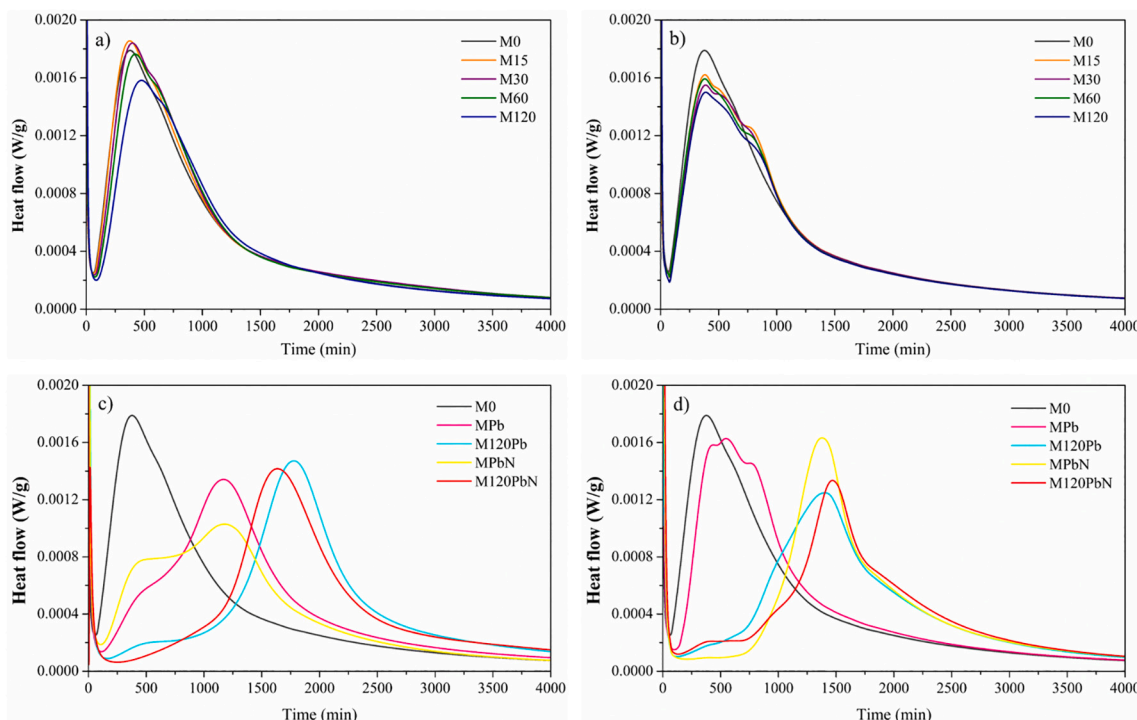 a)
M0
M15
M30
M60
M120
Heat flow (W/g)
0.0020
0.0016
0.0012
0.0008
0.0004
0.0000
0 500 1000 1500 2000 2500 3000 3500 4000
Time (min)
b)
M0
M15
M30
M60
M120
Heat flow (W/g)
0.0020
0.0016
0.0012
0.0008
0.0004
0.0000
0 500 1000 1500 2000 2500 3000 3500 4000
Time (min)
c)
M0
MPb
M120Pb
MPbN
M120PbN
Heat flow (W/g)
0.0020
0.0016
0.0012
0.0008
0.0004
0.0000
0 500 1000 1500 2000 2500 3000 3500 4000
Time (min)
d)
M0
MPb
M120Pb
MPbN
M120PbN
Heat flow (W/g)
0.0020
0.0016
0.0012
0.0008
0.0004
0.0000
0 500 1000 1500 2000 2500 3000 3500 4000
Time (min)